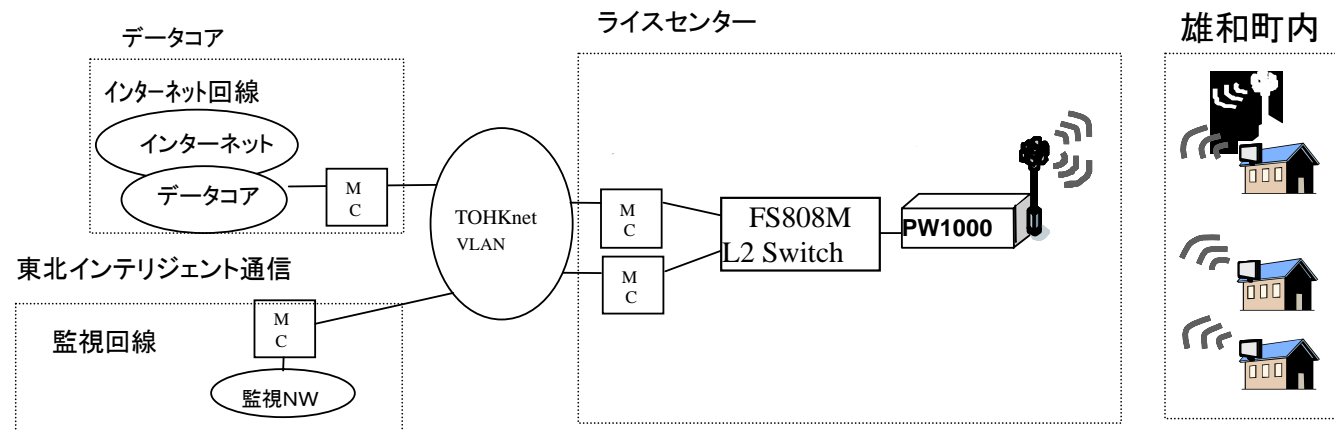 データコア
インターネット回線
インターネット
データコア
M
C
東北インテリジェント通信
監視回線
M
C
監視NW
TOHKnet
VLAN
ライスセンター
M
C
M
C
FS808M
L2 Switch
PW1000
雄和町内